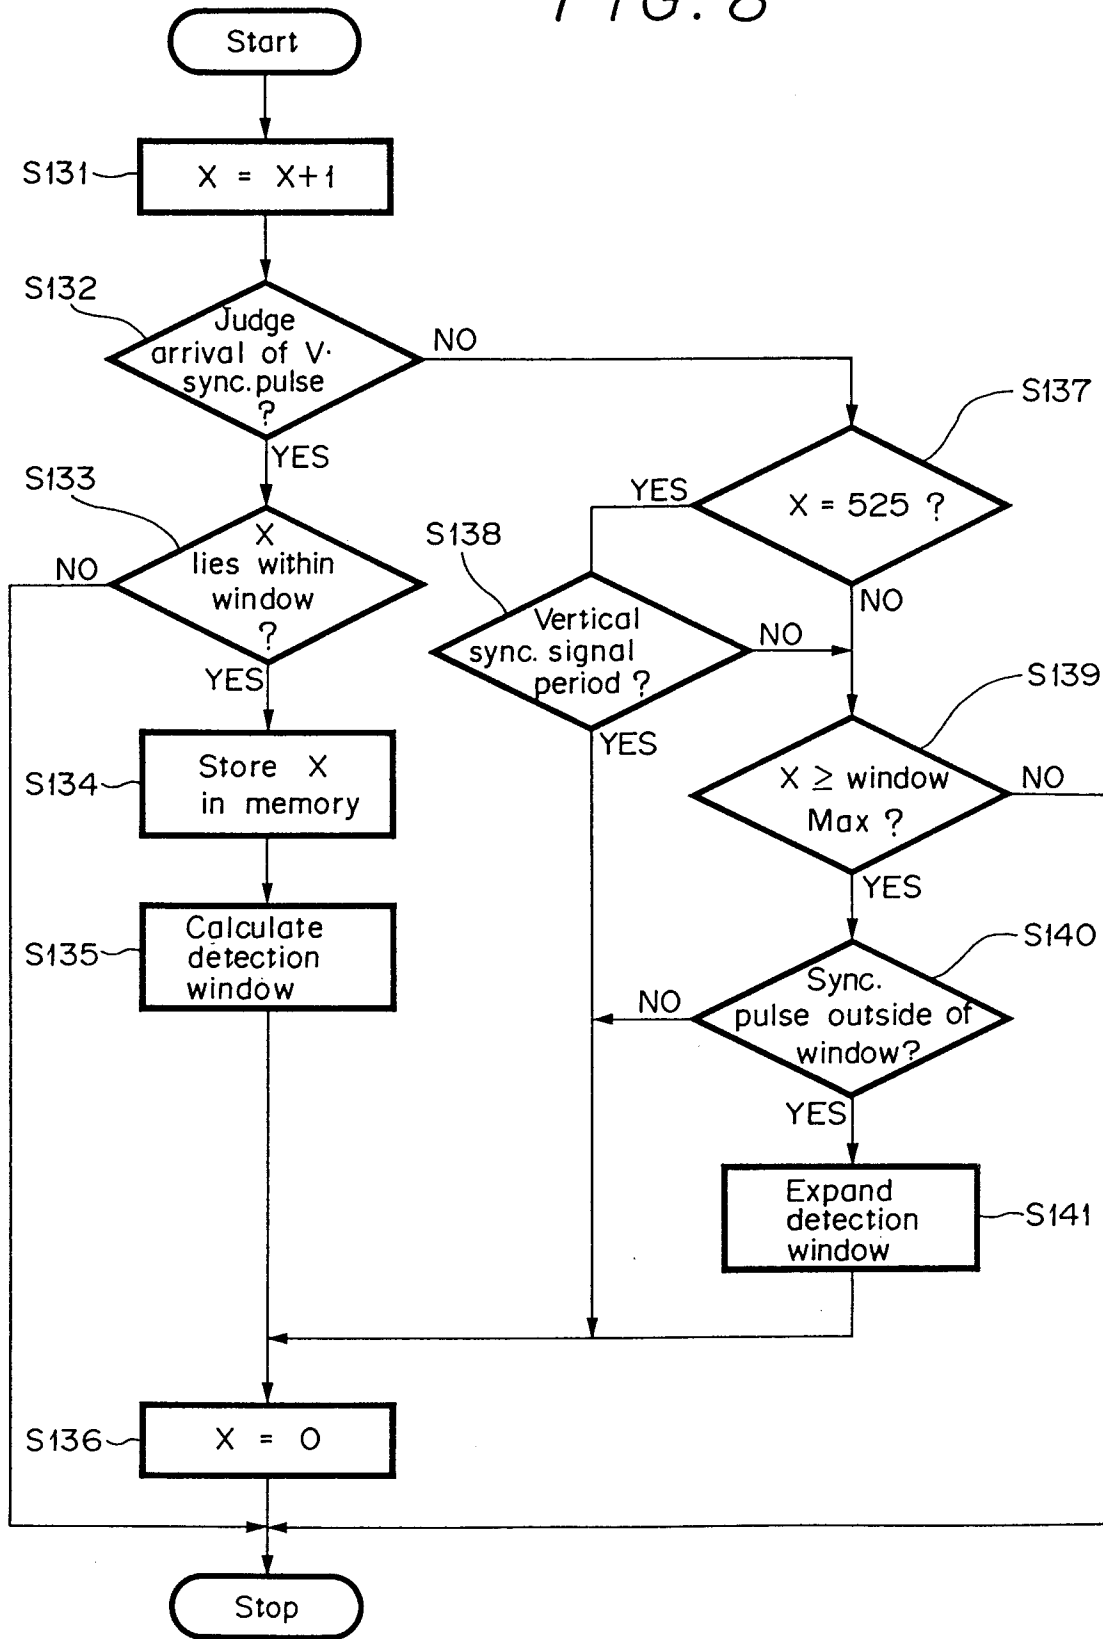 FIG. 8
Start
S131
X = X+1
S132
Judge
arrival of V.
sync. pulse
?
NO
YES
S133
X
lies within
window
?
NO
YES
S134
Store X
in memory
S135
Calculate
detection
window
S136
X = 0
Stop
S137
X = 525 ?
YES
NO
S138
Vertical
sync. signal
period ?
NO
YES
S139
X ≥ window
Max ?
NO
YES
S140
Sync.
pulse outside of
window?
NO
YES
S141
Expand
detection
window